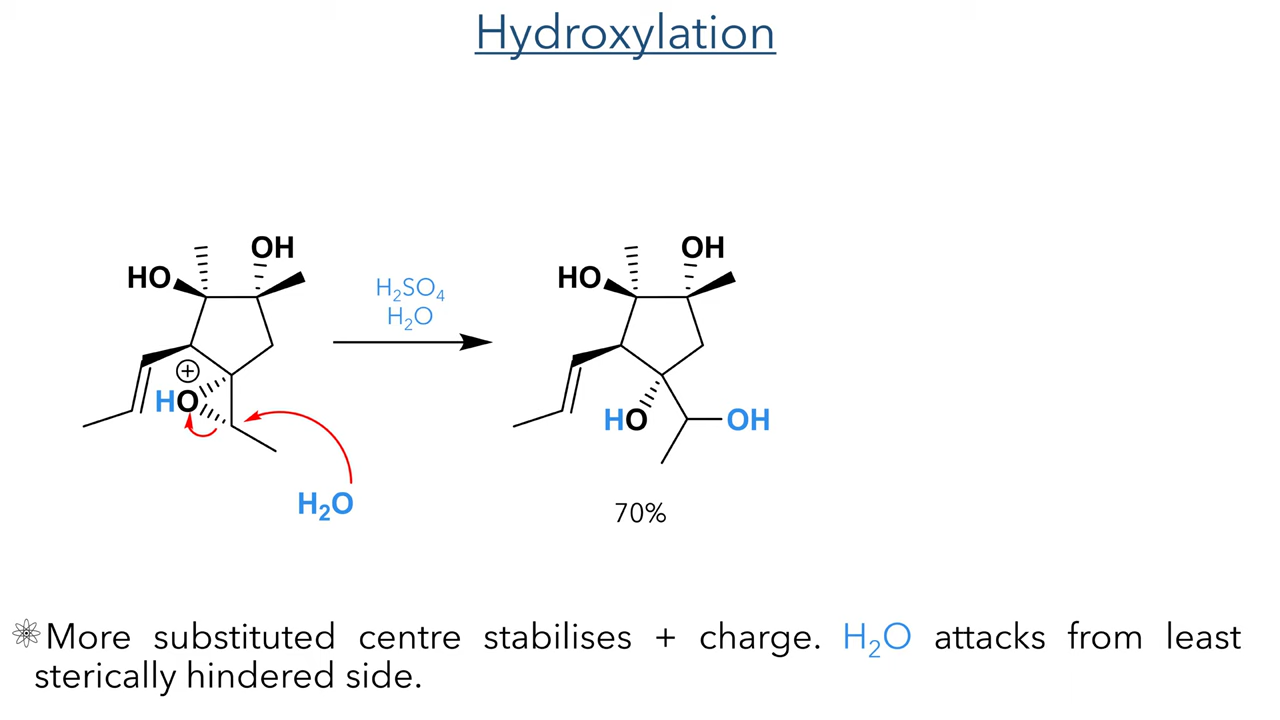 Hydroxylation
HO OH
H₂SO₄
H₂O
HO OH
⊕
HO
HO OH
H₂O
70%
More substituted centre stabilises + charge. H₂O attacks from least
sterically hindered side.